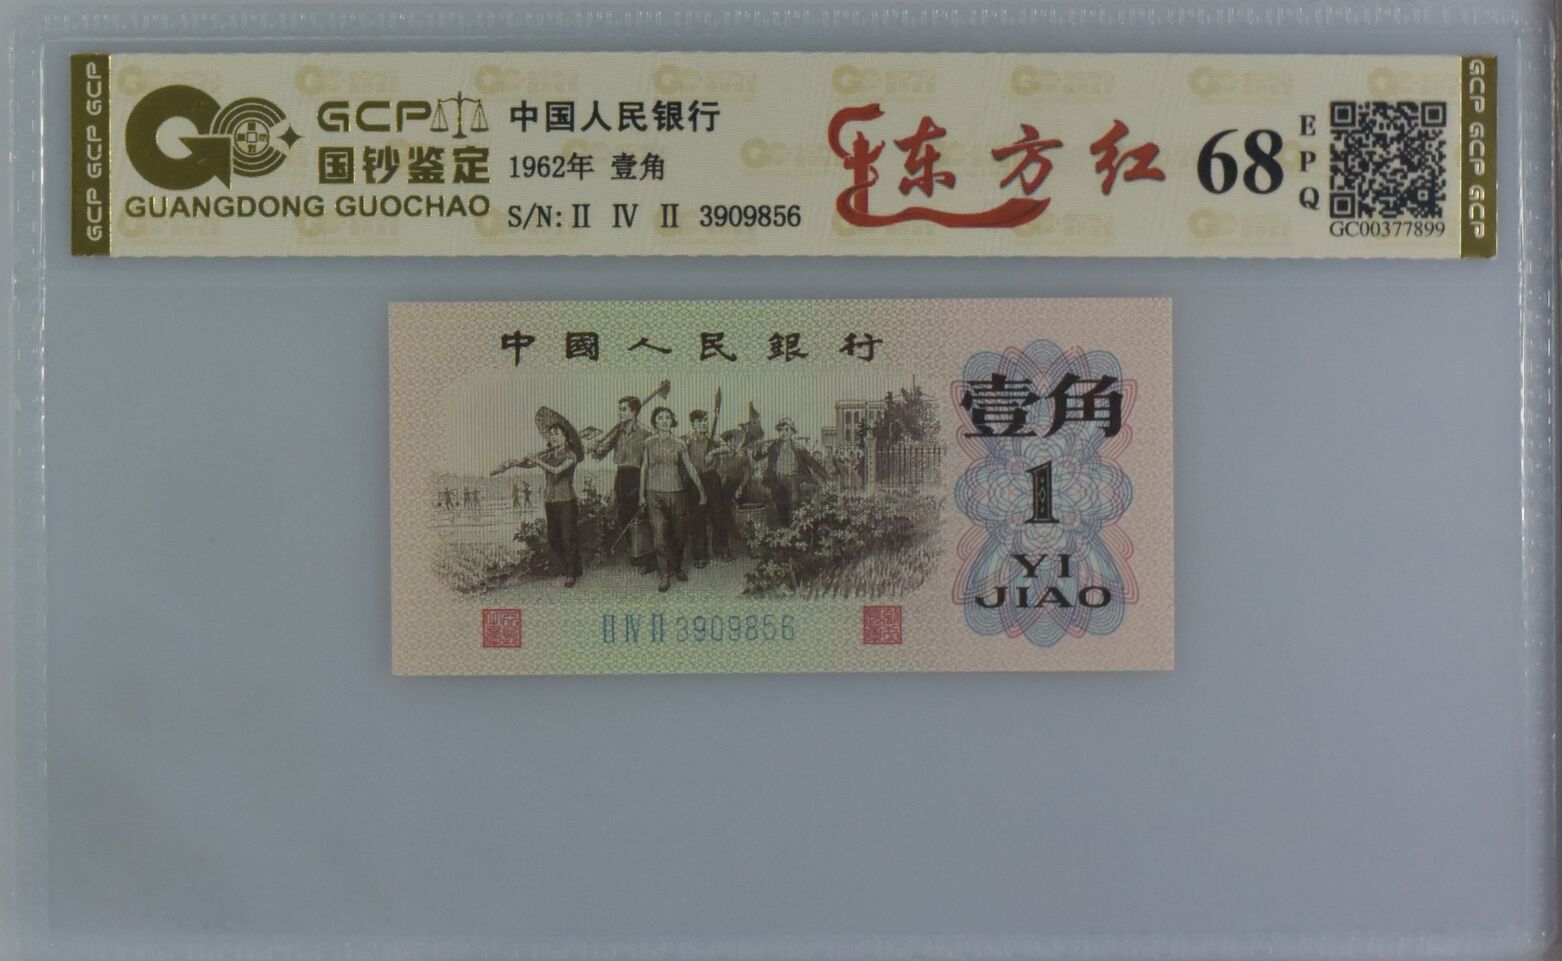 GCP GCP GCP
GCP
国钞鉴定
GUANGDONG GUOCHAO
中国人民银行
1962年 壹角
S/N: II IV II 3909856
东方红
68
EPQ
GC00377899
GCP GCP GCP
中國人民銀行
壹角
1
YI
JIAO
II IV II 3909856